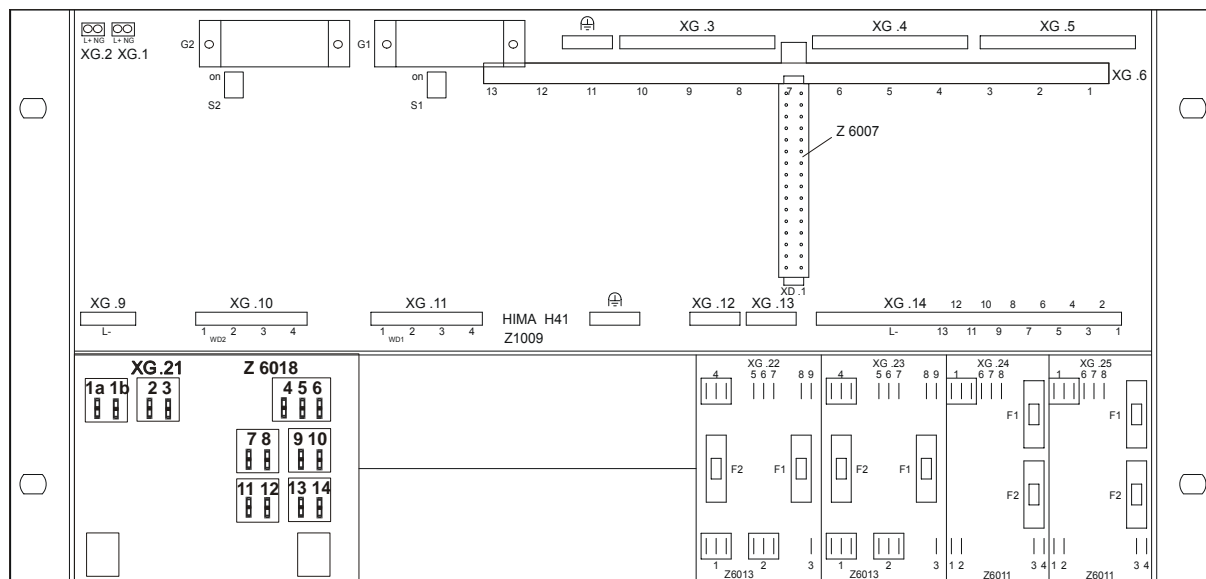 L+ NG L+ NG
XG.2 XG.1
G2
G1
on
S2
on
S1
XG .3
XG .4
XG .5
XG .6
13 12 11 10 9 8 7 6 5 4 3 2 1
Z 6007
XD .1
XG .9
L-
XG .10
1 2 3 4
WD2
XG .11
1 2 3 4
WD1
HIMA H41
Z1009
XG .12
XG .13
XG .14
12 10 8 6 4 2
L- 13 11 9 7 5 3 1
XG .21
Z 6018
1a 1b 2 3 4 5 6
7 8 9 10
11 12 13 14
XG .22
4 5 6 7 8 9
F2 F1
1 2 3
Z6013
XG .23
4 5 6 7 8 9
F2 F1
1 2 3
Z6013
XG .24
1 6 7 8
F1
F2
1 2 3 4
Z6011
XG .25
1 6 7 8
F1
F2
1 2 3 4
Z6011